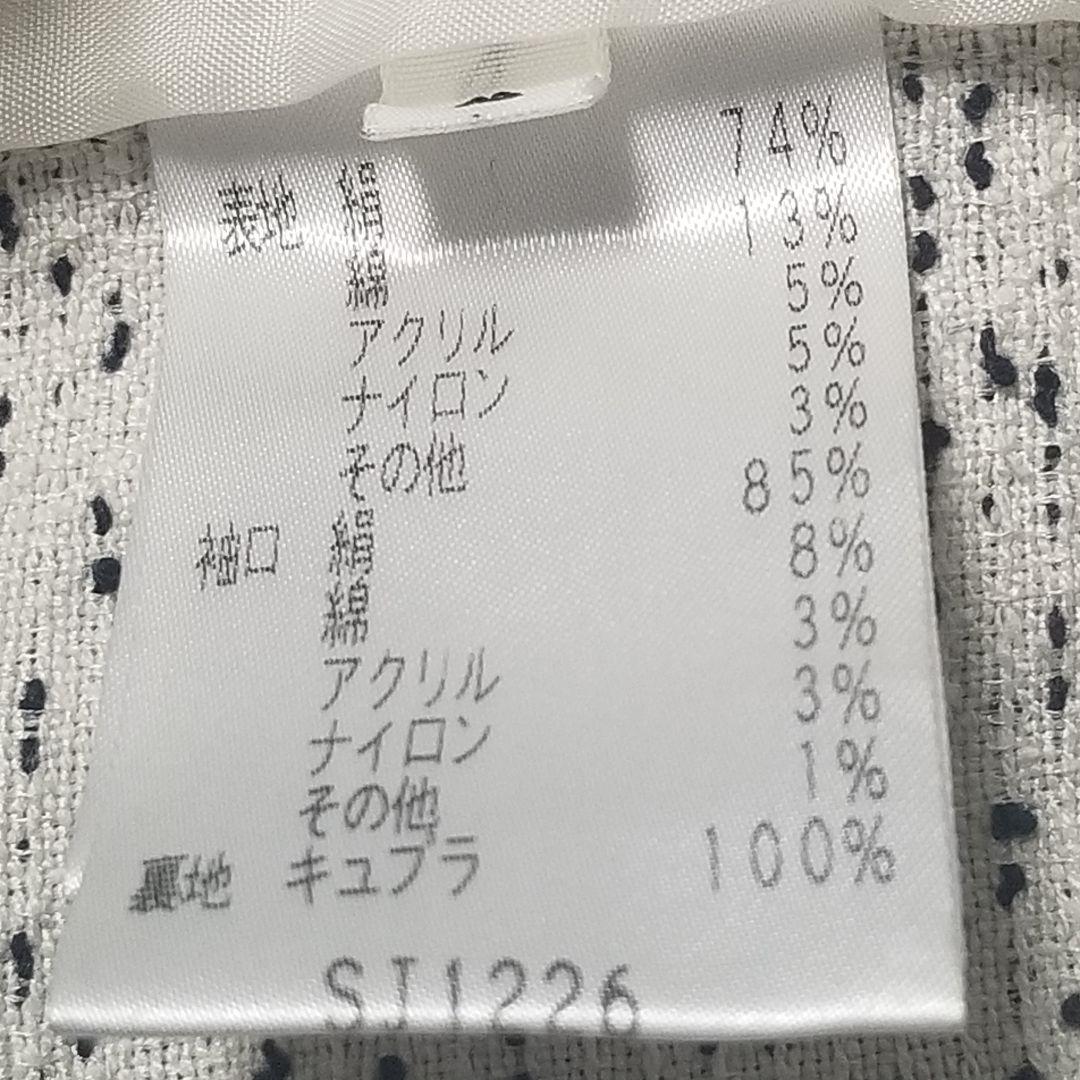 表地 絹 74%
綿 13%
アクリル 5%
ナイロン 5%
その他 3%
袖口 絹 85%
綿 8%
アクリル 3%
ナイロン 3%
その他 1%
裏地 キュプラ 100%
SJ1226